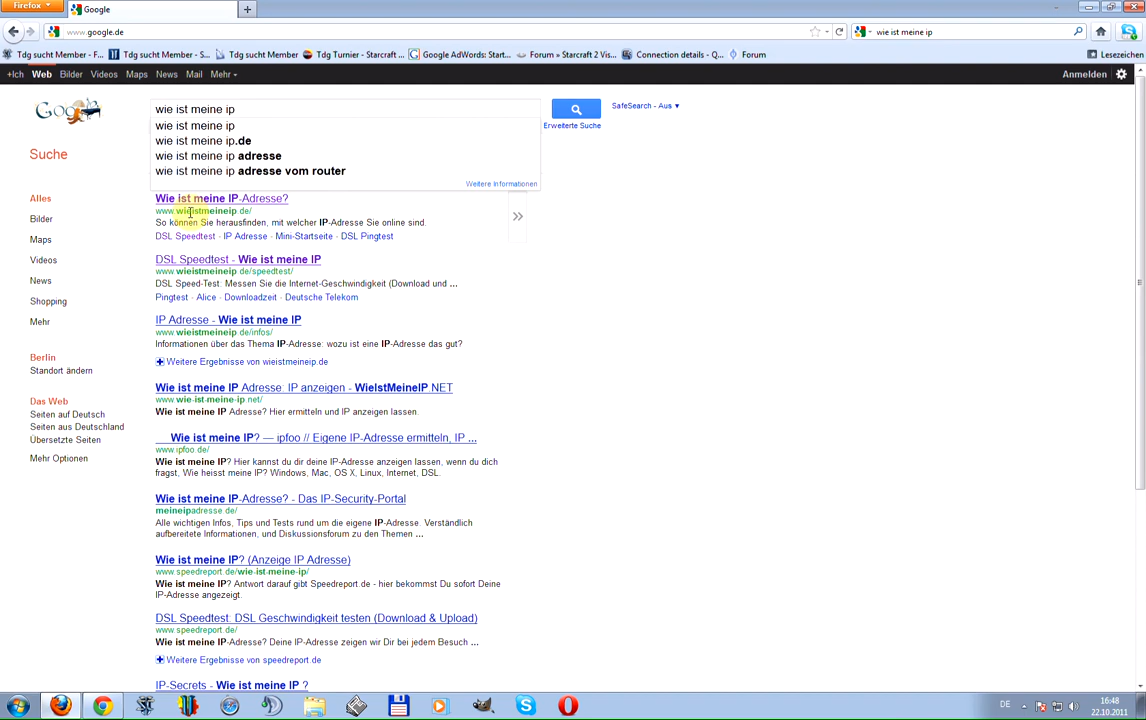 Firefox
Google
www.google.de
wie ist meine ip
Tdg sucht Member - F...
Tdg sucht Member - S...
Tdg sucht Member
Tdg Turnier - Starcraft ...
Google AdWords: Start...
Forum » Starcraft 2 Vis...
Connection details - Q...
Forum
Lesezeichen
+Ich
Web
Bilder
Videos
Maps
News
Mail
Mehr
Anmelden
Google
wie ist meine ip
SafeSearch - Aus ▼
wie ist meine ip
Erweiterte Suche
wie ist meine ip.de
wie ist meine ip adresse
wie ist meine ip adresse vom router
Weitere Informationen
Suche
Alles
Bilder
Maps
Videos
News
Shopping
Mehr
Berlin
Standort ändern
Das Web
Seiten auf Deutsch
Seiten aus Deutschland
Übersetzte Seiten
Mehr Optionen
Wie ist meine IP-Adresse?
www.wieistmeineip.de/
So können Sie herausfinden, mit welcher IP-Adresse Sie online sind.
DSL Speedtest - IP Adresse - Mini-Startseite - DSL Pingtest
DSL Speedtest - Wie ist meine IP
www.wieistmeineip.de/speedtest/
DSL Speed-Test: Messen Sie die Internet-Geschwindigkeit (Download und ...
Pingtest - Alice - Downloadzeit - Deutsche Telekom
IP Adresse - Wie ist meine IP
www.wieistmeineip.de/infos/
Informationen über das Thema IP-Adresse: wozu ist eine IP-Adresse das gut?
Weitere Ergebnisse von wieistmeineip.de
Wie ist meine IP Adresse: IP anzeigen - WieIstMeineIP.NET
www.wie-ist-meine-ip.net/
Wie ist meine IP Adresse? Hier ermitteln und IP anzeigen lassen.
Wie ist meine IP? — ipfoo // Eigene IP-Adresse ermitteln, IP ...
www.ipfoo.de/
Wie ist meine IP? Hier kannst du dir deine IP-Adresse anzeigen lassen, wenn du dich
fragst, Wie heisst meine IP? Windows, Mac, OS X, Linux, Internet, DSL.
Wie ist meine IP-Adresse? - Das IP-Security-Portal
meineipadresse.de/
Alle wichtigen Infos, Tips und Tests rund um die eigene IP-Adresse. Verständlich
aufbereitete Informationen, und Diskussionsforum zu den Themen ...
Wie ist meine IP? (Anzeige IP Adresse)
www.speedreport.de/wie-ist-meine-ip/
Wie ist meine IP? Antwort darauf gibt Speedreport.de - hier bekommst Du sofort Deine
IP-Adresse angezeigt.
DSL Speedtest: DSL Geschwindigkeit testen (Download & Upload)
www.speedreport.de/
Wie ist meine IP-Adresse? Deine IP-Adresse zeigen wir Dir bei jedem Besuch ...
Weitere Ergebnisse von speedreport.de
IP-Secrets - Wie ist meine IP ?
DE
16:48
22.10.2011